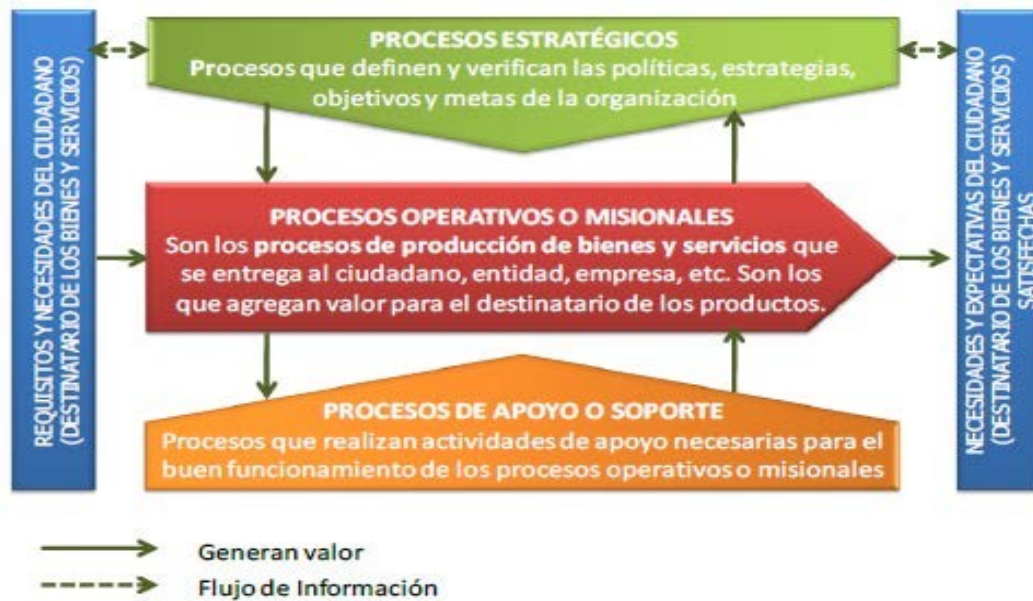 REQUISITOS Y NECESIDADES DEL CIUDADANO
(DESTINATARIO DE LOS BIENES Y SERVICIOS)
PROCESOS ESTRATÉGICOS
Procesos que definen y verifican las políticas, estrategias,
objetivos y metas de la organización
PROCESOS OPERATIVOS O MISIONALES
Son los procesos de producción de bienes y servicios que
se entrega al ciudadano, entidad, empresa, etc. Son los
que agregan valor para el destinatario de los productos.
PROCESOS DE APOYO O SOPORTE
Procesos que realizan actividades de apoyo necesarias para el
buen funcionamiento de los procesos operativos o misionales
NECESIDADES Y EXPECTATIVAS DEL CIUDADANO
(DESTINATARIO DE LOS BIENES Y SERVICIOS )
SATISFECHAS
Generan valor
Flujo de Información